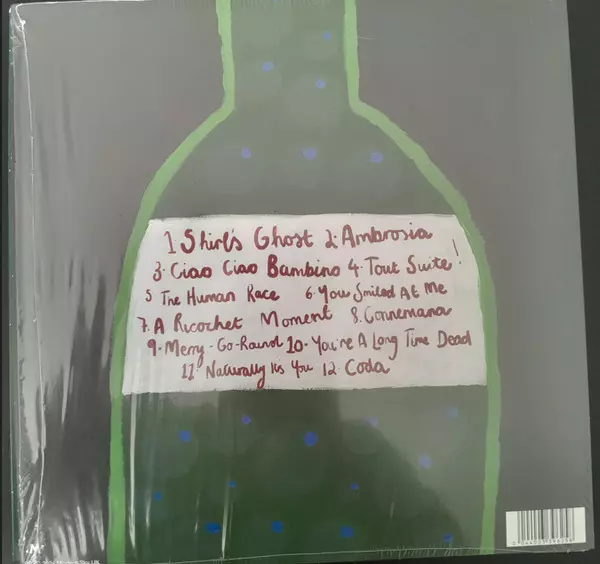 1 Shirl's Ghost 2. Ambrosia
3. Ciao Ciao Bambino 4. Tout Suite!
5 The Human Race 6. You Smiled At Me
7. A Ricochet Moment 8. Connemara
9. Merry-Go-Round 10. You're A Long Time Dead
11. Naturally It's You 12. Coda
.M.